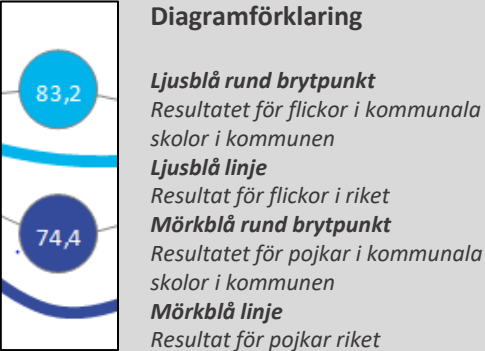 Diagramförklaring
83,2
74,4
Ljusblå rund brytpunkt
Resultatet för flickor i kommunala
skolor i kommunen
Ljusblå linje
Resultat för flickor i riket
Mörkblå rund brytpunkt
Resultatet för pojkar i kommunala
skolor i kommunen
Mörkblå linje
Resultat för pojkar riket